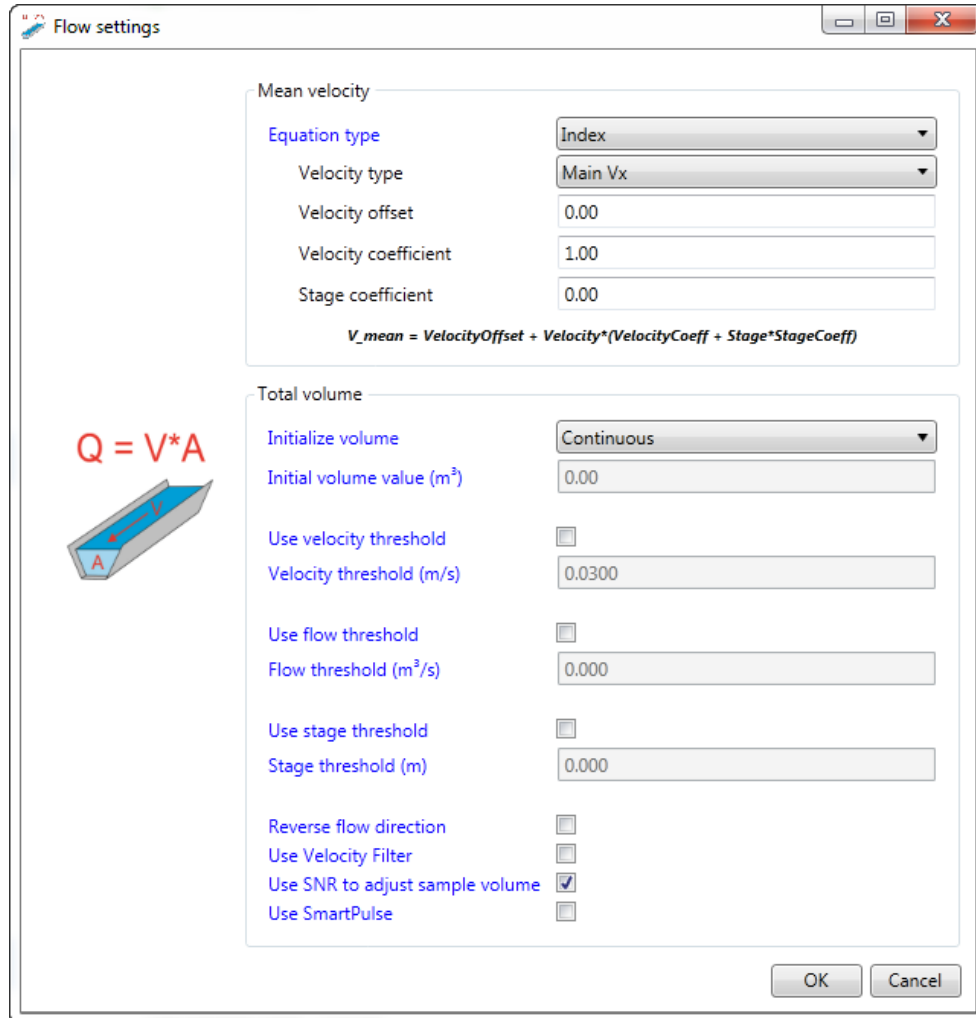 Flow settings
Mean velocity
Equation type Index
Velocity type Main Vx
Velocity offset 0.00
Velocity coefficient 1.00
Stage coefficient 0.00
V_mean = VelocityOffset + Velocity*(VelocityCoeff + Stage*StageCoeff)
Total volume
Q = V*A
V
A
Initialize volume Continuous
Initial volume value (m³) 0.00
Use velocity threshold
Velocity threshold (m/s) 0.0300
Use flow threshold
Flow threshold (m³/s) 0.000
Use stage threshold
Stage threshold (m) 0.000
Reverse flow direction
Use Velocity Filter
Use SNR to adjust sample volume
Use SmartPulse
OK Cancel